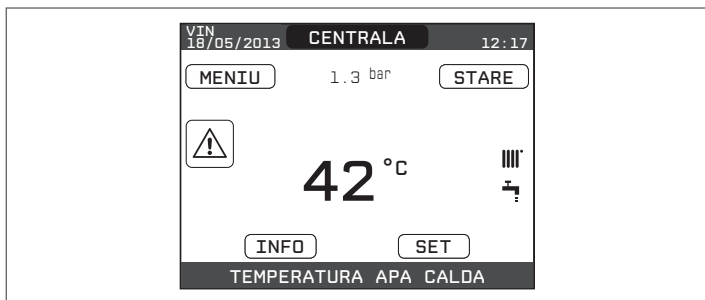 VIN
18/05/2013 CENTRALA 12:17
MENIU 1.3 bar STARE
42 °C
INFO SET
TEMPERATURA APA CALDA